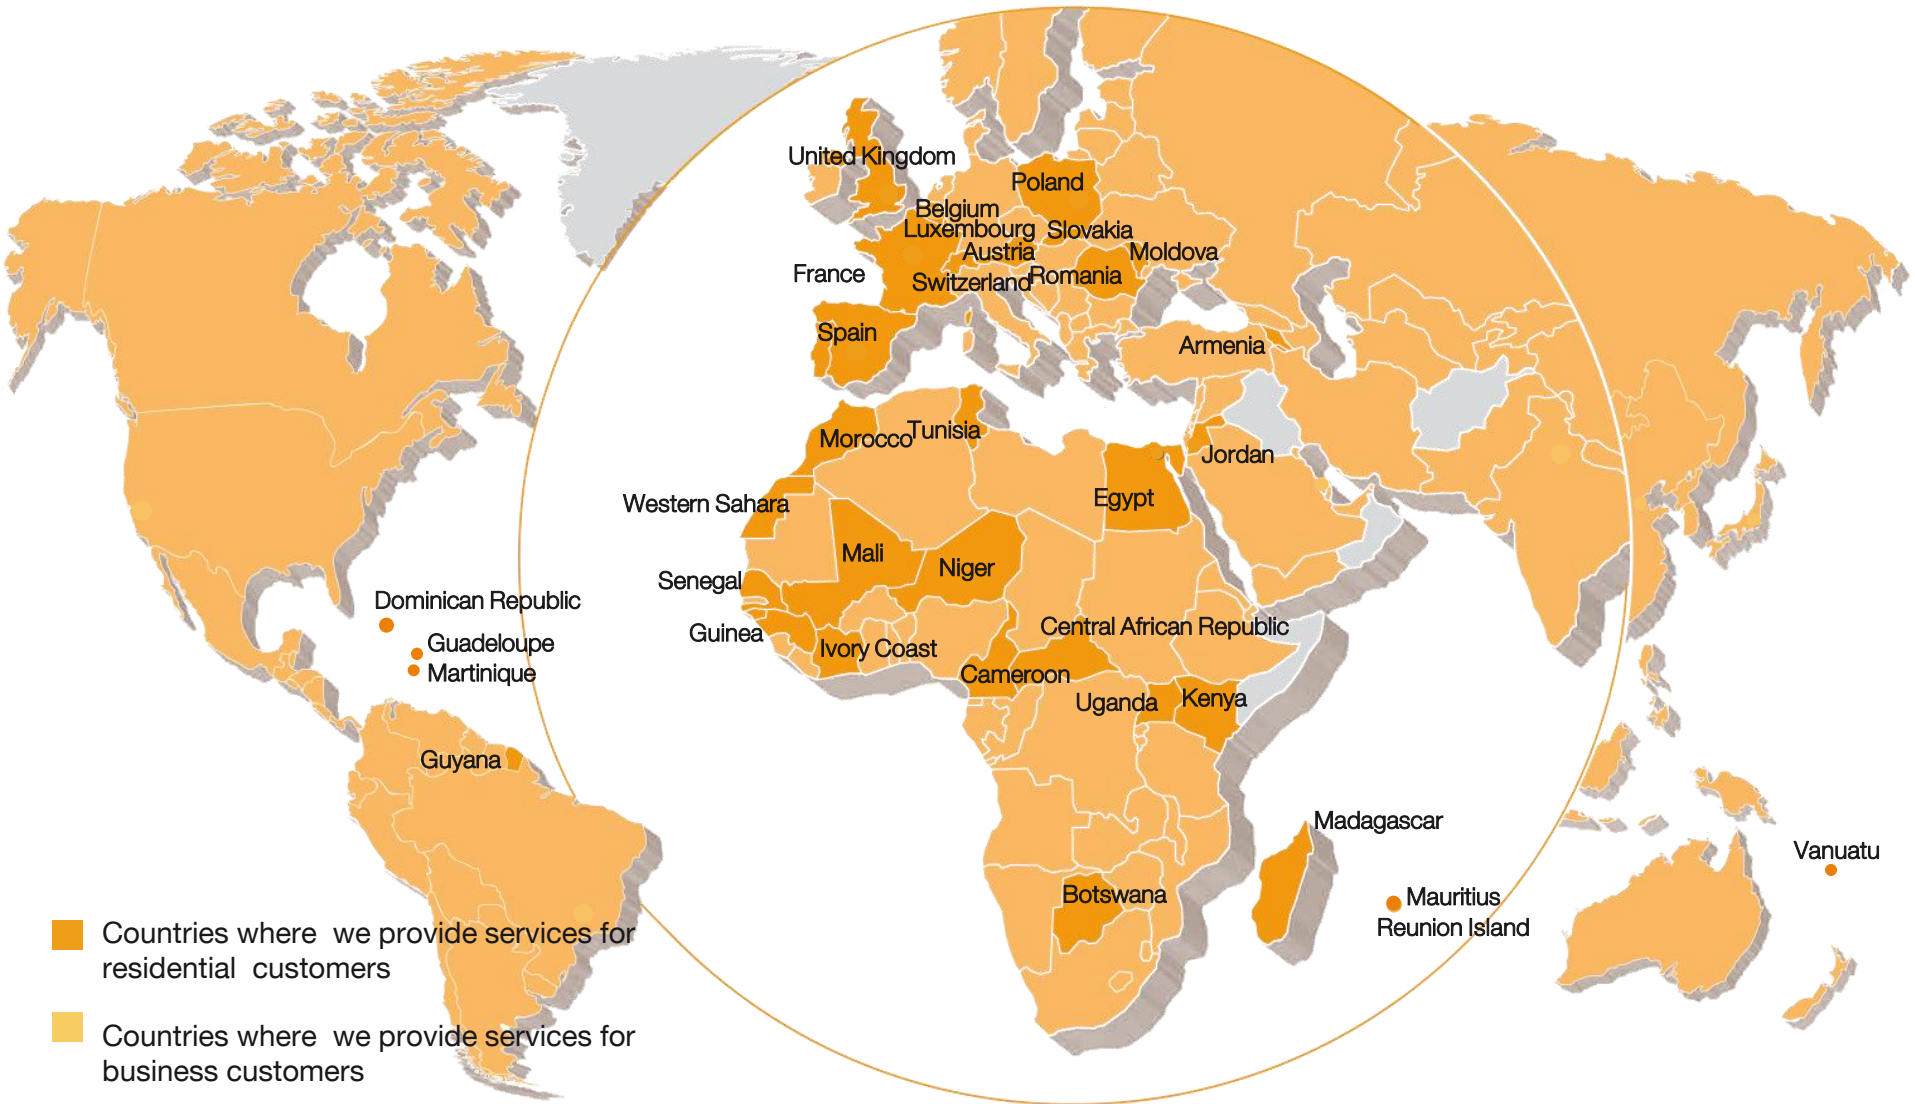 United Kingdom
Poland
Belgium
Luxembourg
Slovakia
Austria
Moldova
France
Switzerland
Romania
Spain
Armenia
Morocco
Tunisia
Jordan
Western Sahara
Egypt
Mali
Niger
Senegal
Dominican Republic
Guinea
Central African Republic
Guadeloupe
Ivory Coast
Martinique
Cameroon
Uganda
Kenya
Guyana
Madagascar
Vanuatu
Botswana
Mauritius
Reunion Island
Countries where we provide services for
residential customers
Countries where we provide services for
business customers